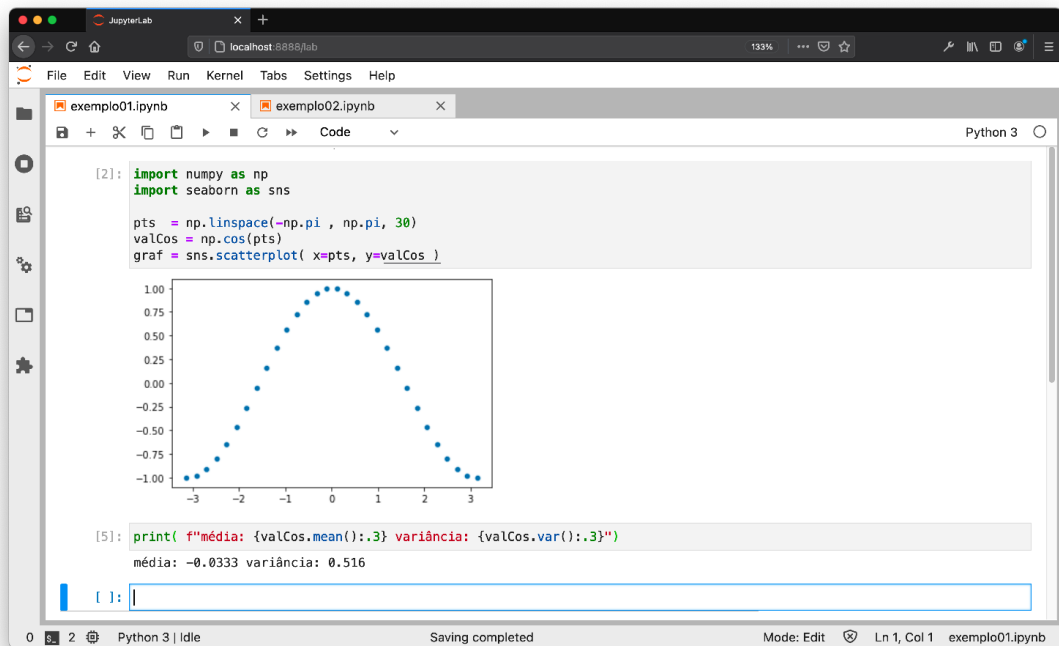 JupyterLab
localhost:8888/lab
133%
File Edit View Run Kernel Tabs Settings Help
exemplo01.ipynb
exemplo02.ipynb
Code
Python 3
[2]:
import numpy as np
import seaborn as sns
pts  = np.linspace(-np.pi , np.pi, 30)
valCos = np.cos(pts)
graf = sns.scatterplot( x=pts, y=valCos )
1.00
0.75
0.50
0.25
0.00
−0.25
−0.50
−0.75
−1.00
−3 −2 −1 0 1 2 3
[5]:
print( f"média: {valCos.mean():.3} variância: {valCos.var():.3}")
média: -0.0333 variância: 0.516
[ ]:
0 2 Python 3 | Idle Saving completed Mode: Edit Ln 1, Col 1 exemplo01.ipynb